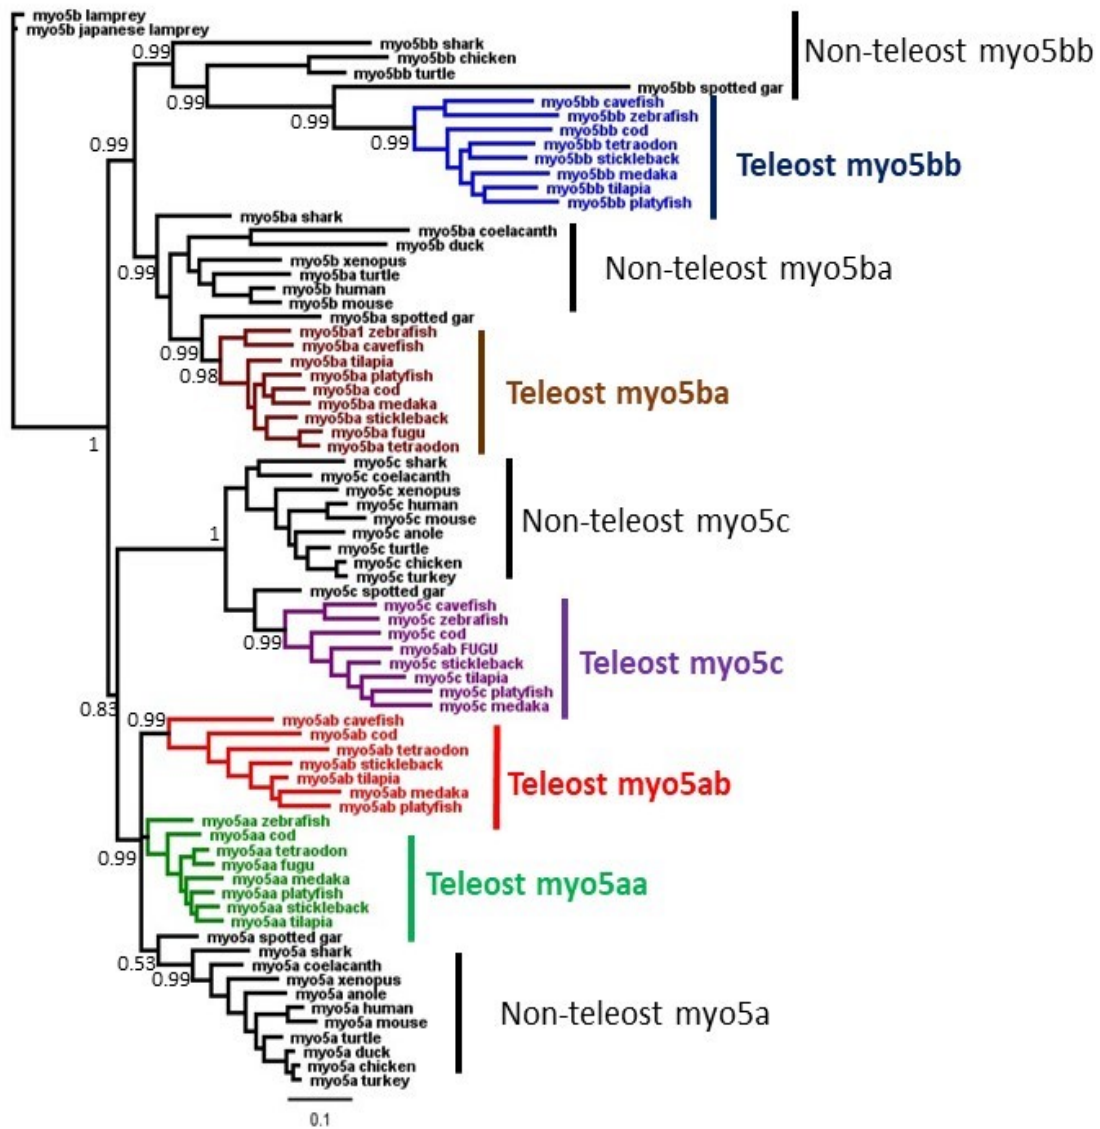 myo5b lamprey
myo5b japanese lamprey
0.99
myo5bb shark
Non-teleost myo5bb
myo5bb chicken
myo5bb turtle
myo5bb spotted gar
0.99
myo5bb cavefish
myo5bb zebrafish
0.99
myo5bb cod
0.99
0.99
myo5bb tetraodon
myo5bb stickleback
Teleost myo5bb
myo5bb medaka
myo5bb tilapia
myo5bb platyfish
myo5ba shark
myo5ba coelacanth
myo5b duck
myo5b xenopus
0.99
Non-teleost myo5ba
myo5ba turtle
myo5b human
myo5b mouse
myo5ba spotted gar
myo5ba1 zebrafish
myo5ba cavefish
0.99
myo5ba tilapia
0.98
myo5ba platyfish
myo5ba cod
Teleost myo5ba
myo5ba medaka
myo5ba stickleback
myo5ba fugu
1
myo5ba tetraodon
myo5c shark
myo5c coelacanth
myo5c xenopus
myo5c human
myo5c mouse
Non-teleost myo5c
1
myo5c anole
myo5c turtle
myo5c chicken
myo5c turkey
myo5c spotted gar
myo5c cavefish
myo5c zebrafish
myo5c cod
0.99
myo5ab FUGU
myo5c stickleback
Teleost myo5c
myo5c tilapia
myo5c platyfish
myo5c medaka
0.83
0.99
myo5ab cavefish
myo5ab cod
myo5ab tetraodon
myo5ab stickleback
myo5ab tilapia
Teleost myo5ab
myo5ab medaka
myo5ab platyfish
myo5aa zebrafish
myo5aa cod
myo5aa tetraodon
0.99
myo5aa fugu
myo5aa medaka
Teleost myo5aa
myo5aa platyfish
myo5aa stickleback
myo5aa tilapia
myo5a spotted gar
myo5a shark
0.53
myo5a coelacanth
0.99
myo5a xenopus
myo5a anole
myo5a human
Non-teleost myo5a
myo5a mouse
myo5a turtle
myo5a duck
myo5a chicken
myo5a turkey
0.1